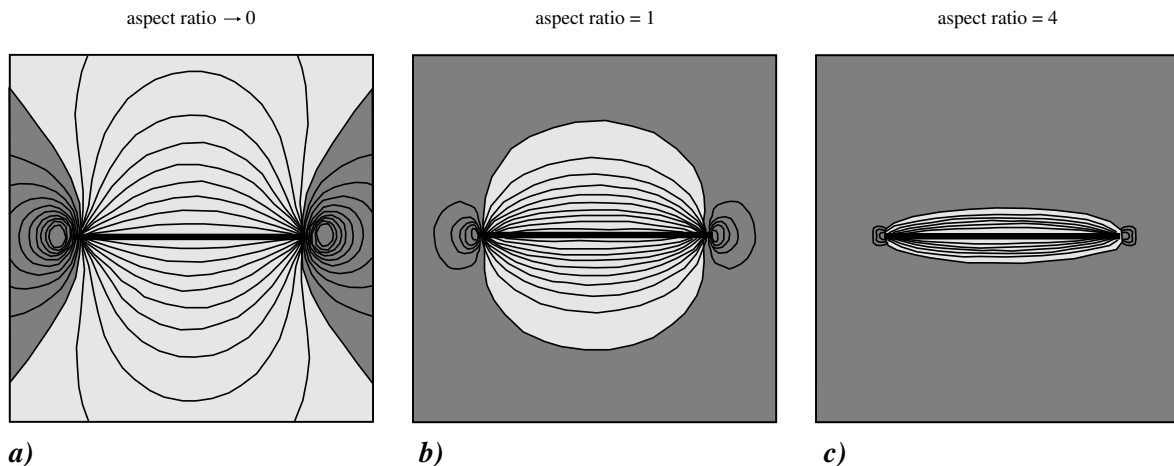 aspect ratio → 0
aspect ratio = 1
aspect ratio = 4
a)
b)
c)